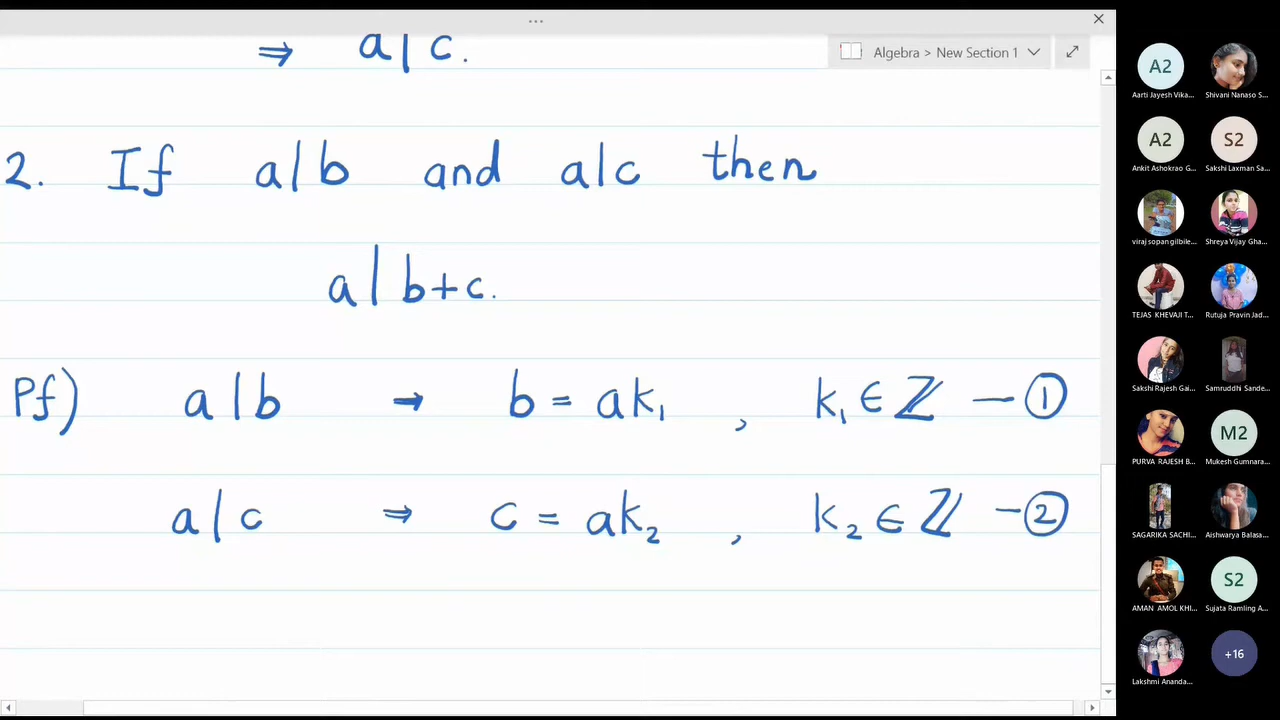 ...
⇒ a|c.
Algebra > New Section 1
2. If a|b and a|c then
a|b+c.
Pf) a|b → b = ak₁ , k₁ ∈ ℤ — ①
a|c ⇒ c = ak₂ , k₂ ∈ ℤ — ②
A2
Aarti Jayesh Vika...
Shivani Nanaso S...
A2
Ankit Ashokrao G...
S2
Sakshi Laxman Sa...
viraj sopan gilbile...
Shreya Vijay Gha...
TEJAS KHEVAJI T...
Rutuja Pravin Jad...
Sakshi Rajesh Gai...
Samruddhi Sande...
PURVA RAJESH B...
M2
Mukesh Gumnara...
SAGARIKA SACHI...
Aishwarya Balasa...
AMAN AMOL KHI...
S2
Sujata Ramling A...
Lakshmi Ananda...
+16